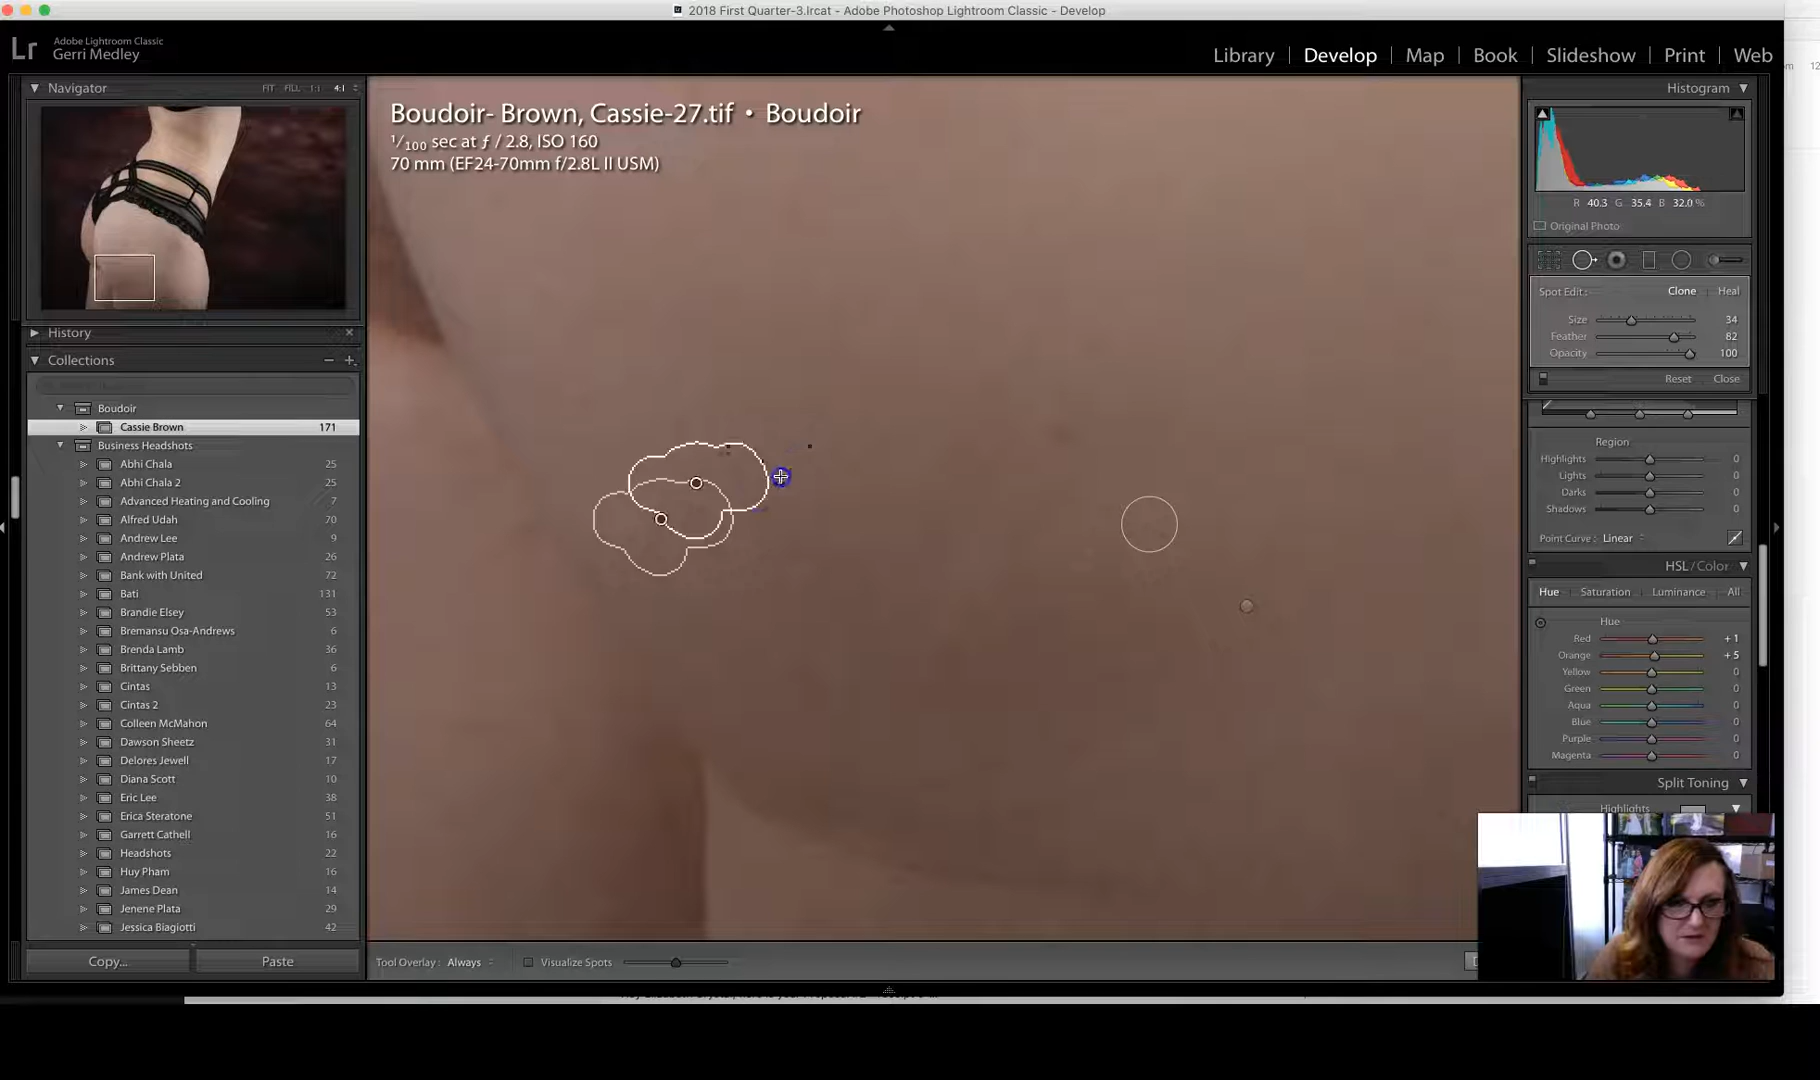 2018 First Quarter-3.lrcat - Adobe Photoshop Lightroom Classic - Develop
Lr
Adobe Lightroom Classic
Gerri Medley
Library | Develop | Map | Book | Slideshow | Print | Web
Navigator
FIT FILL 1:1 4:1
Histogram
Boudoir- Brown, Cassie-27.tif • Boudoir
1/100 sec at ƒ / 2.8, ISO 160
70 mm (EF24-70mm f/2.8L II USM)
R 40.3 G 35.4 B 32.0 %
Original Photo
Spot Edit: Clone Heal
Size 34
Feather 82
Opacity 100
Reset Close
History
Collections
Boudoir
Cassie Brown 171
Business Headshots
Abhi Chala 25
Abhi Chala 2 25
Advanced Heating and Cooling 7
Alfred Udah 70
Andrew Lee 9
Andrew Plata 26
Bank with United 72
Bati 131
Brandie Elsey 53
Bremansu Osa-Andrews 6
Brenda Lamb 36
Brittany Sebben 6
Cintas 13
Cintas 2 23
Colleen McMahon 64
Dawson Sheetz 31
Delores Jewell 17
Diana Scott 10
Eric Lee 38
Erica Steratone 51
Garrett Cathell 16
Headshots 22
Huy Pham 16
James Dean 14
Jenene Plata 29
Jessica Biagiotti 42
Copy... Paste
Region
Highlights 0
Lights 0
Darks 0
Shadows 0
Point Curve: Linear
HSL / Color
Hue Saturation Luminance All
Hue
Red + 1
Orange + 5
Yellow 0
Green 0
Aqua 0
Blue 0
Purple 0
Magenta 0
Split Toning
Highlights
Tool Overlay: Always Visualize Spots